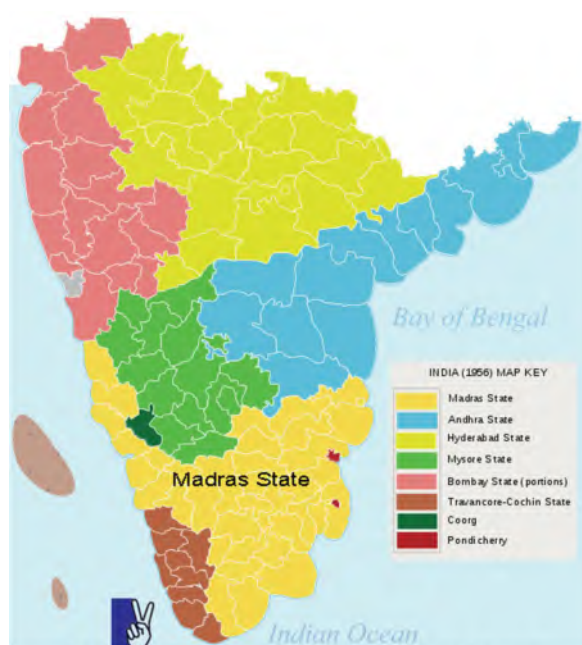 Bay of Bengal
INDIA (1956) MAP KEY
Madras State
Andhra State
Hyderabad State
Mysore State
Bombay State (portions)
Travancore-Cochin State
Coorg
Pondicherry
Madras State
Indian Ocean